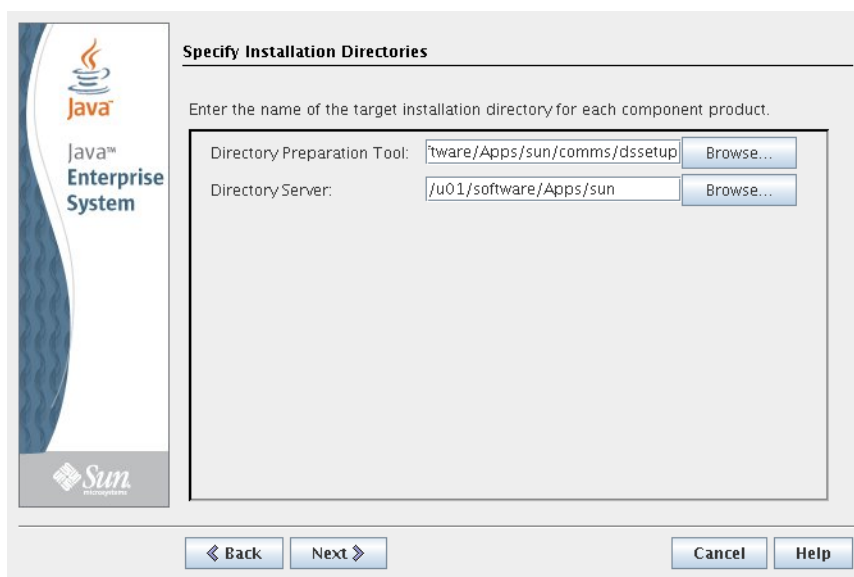 Specify Installation Directories
Enter the name of the target installation directory for each component product.
Directory Preparation Tool:
tware/Apps/sun/comms/dssetup
Browse...
Directory Server:
/u01/software/Apps/sun
Browse...
Java™
Java™
Enterprise
System
Sun
microsystems
Back
Next
Cancel
Help